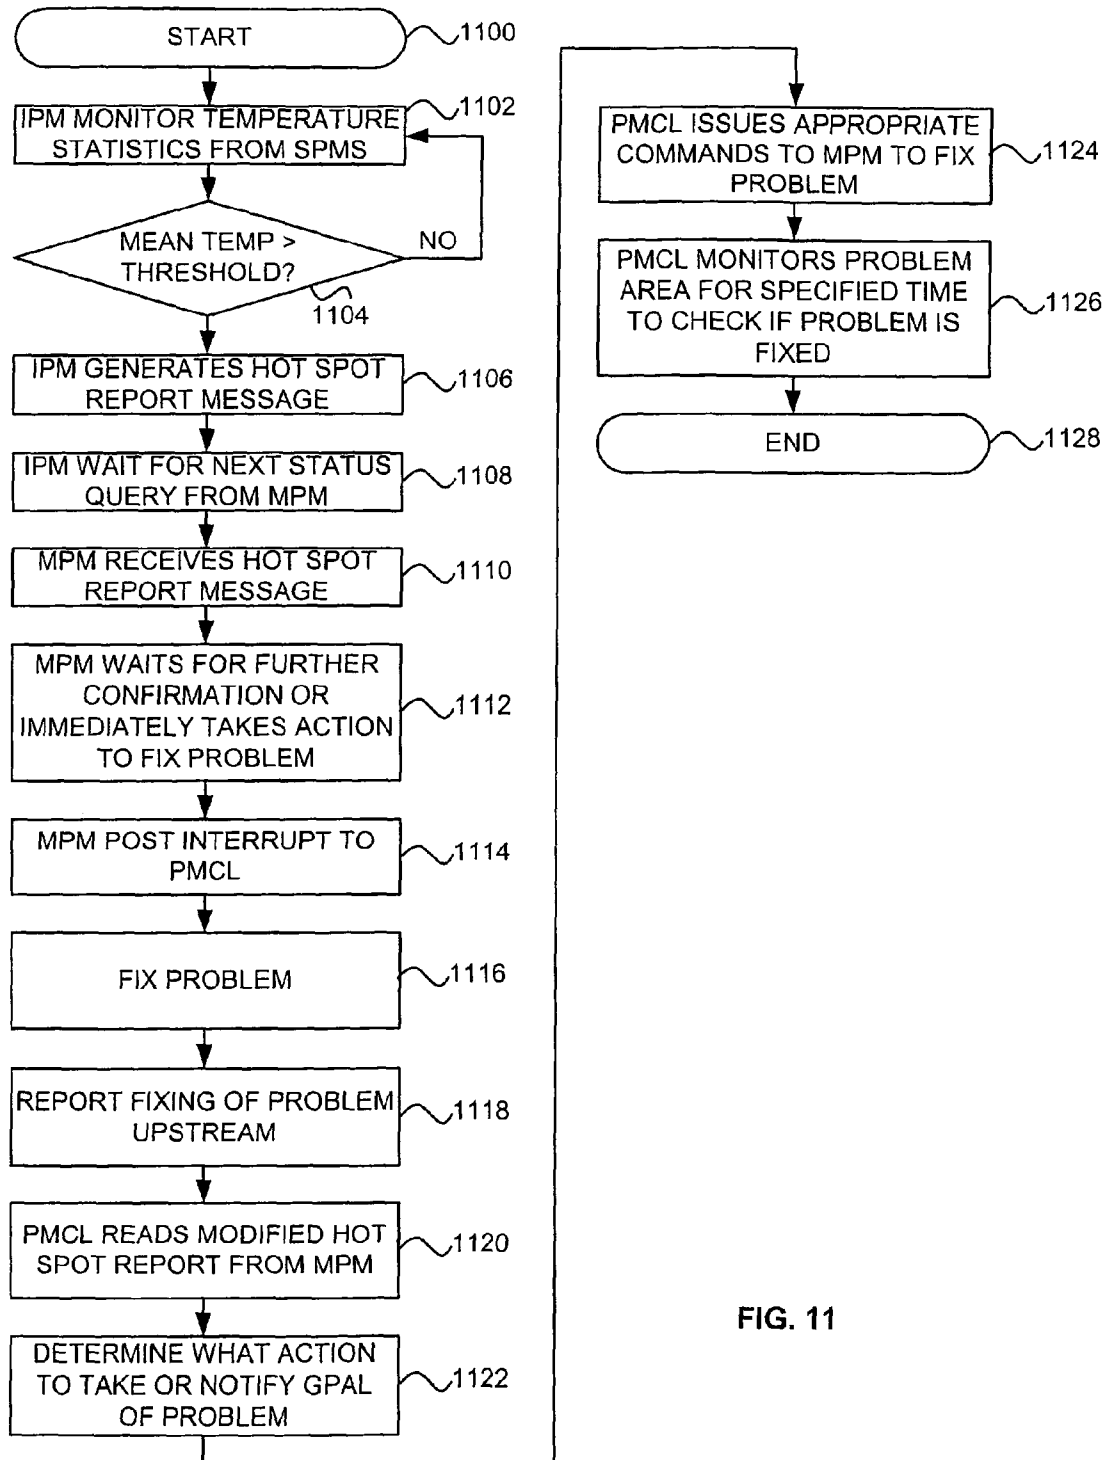 START
1100
IPM MONITOR TEMPERATURE
STATISTICS FROM SPMS
1102
MEAN TEMP >
THRESHOLD?
NO
1104
IPM GENERATES HOT SPOT
REPORT MESSAGE
1106
IPM WAIT FOR NEXT STATUS
QUERY FROM MPM
1108
MPM RECEIVES HOT SPOT
REPORT MESSAGE
1110
MPM WAITS FOR FURTHER
CONFIRMATION OR
IMMEDIATELY TAKES ACTION
TO FIX PROBLEM
1112
MPM POST INTERRUPT TO
PMCL
1114
FIX PROBLEM
1116
REPORT FIXING OF PROBLEM
UPSTREAM
1118
PMCL READS MODIFIED HOT
SPOT REPORT FROM MPM
1120
DETERMINE WHAT ACTION
TO TAKE OR NOTIFY GPAL
OF PROBLEM
1122
PMCL ISSUES APPROPRIATE
COMMANDS TO MPM TO FIX
PROBLEM
1124
PMCL MONITORS PROBLEM
AREA FOR SPECIFIED TIME
TO CHECK IF PROBLEM IS
FIXED
1126
END
1128
FIG. 11